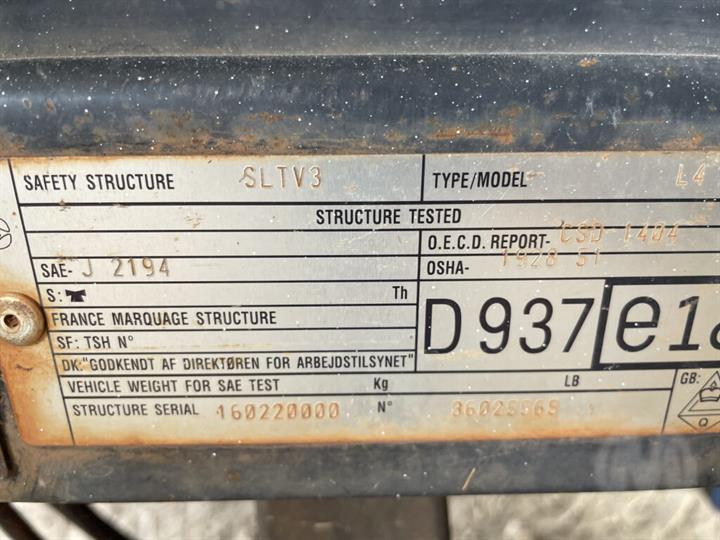 SAFETY STRUCTURE SLTV3 TYPE/MODEL L4
STRUCTURE TESTED
O.E.C.D. REPORT- CSD 1404
SAE- J 2194 OSHA- 1928 51
S: Th
FRANCE MARQUAGE STRUCTURE
D 937 e18
SF: TSH N°
DK:"GODKENDT AF DIREKTØREN FOR ARBEJDSTILSYNET"
VEHICLE WEIGHT FOR SAE TEST Kg LB GB:
STRUCTURE SERIAL 160220000 N° Q